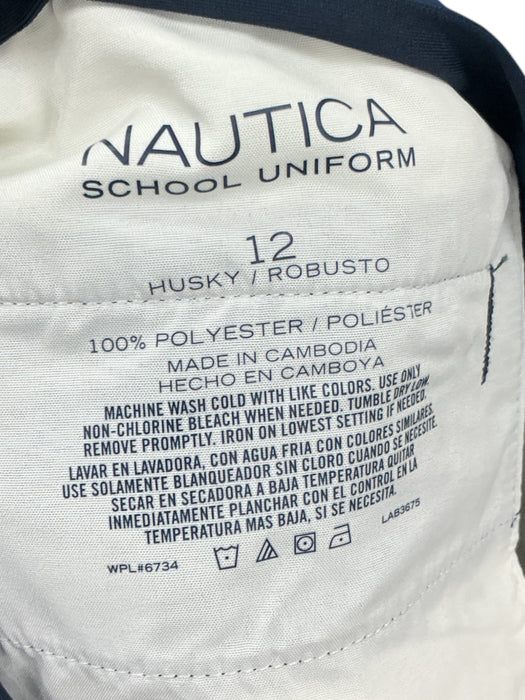 NAUTICA
SCHOOL UNIFORM
12
HUSKY / ROBUSTO
100% POLYESTER / POLIÉSTER
MADE IN CAMBODIA
HECHO EN CAMBOYA
MACHINE WASH COLD WITH LIKE COLORS. USE ONLY
NON-CHLORINE BLEACH WHEN NEEDED. TUMBLE DRY LOW.
REMOVE PROMPTLY. IRON ON LOWEST SETTING IF NEEDED.
LAVAR EN LAVADORA, CON AGUA FRIA CON COLORES SIMILARES.
USE SOLAMENTE BLANQUEADOR SIN CLORO CUANDO SE NECESITE.
SECAR EN SECADORA A BAJA TEMPERATURA QUITAR
INMEDIATAMENTE PLANCHAR CON EL CONTROL EN LA
TEMPERATURA MAS BAJA, SI SE NECESITA.
LAB3675
WPL#6734